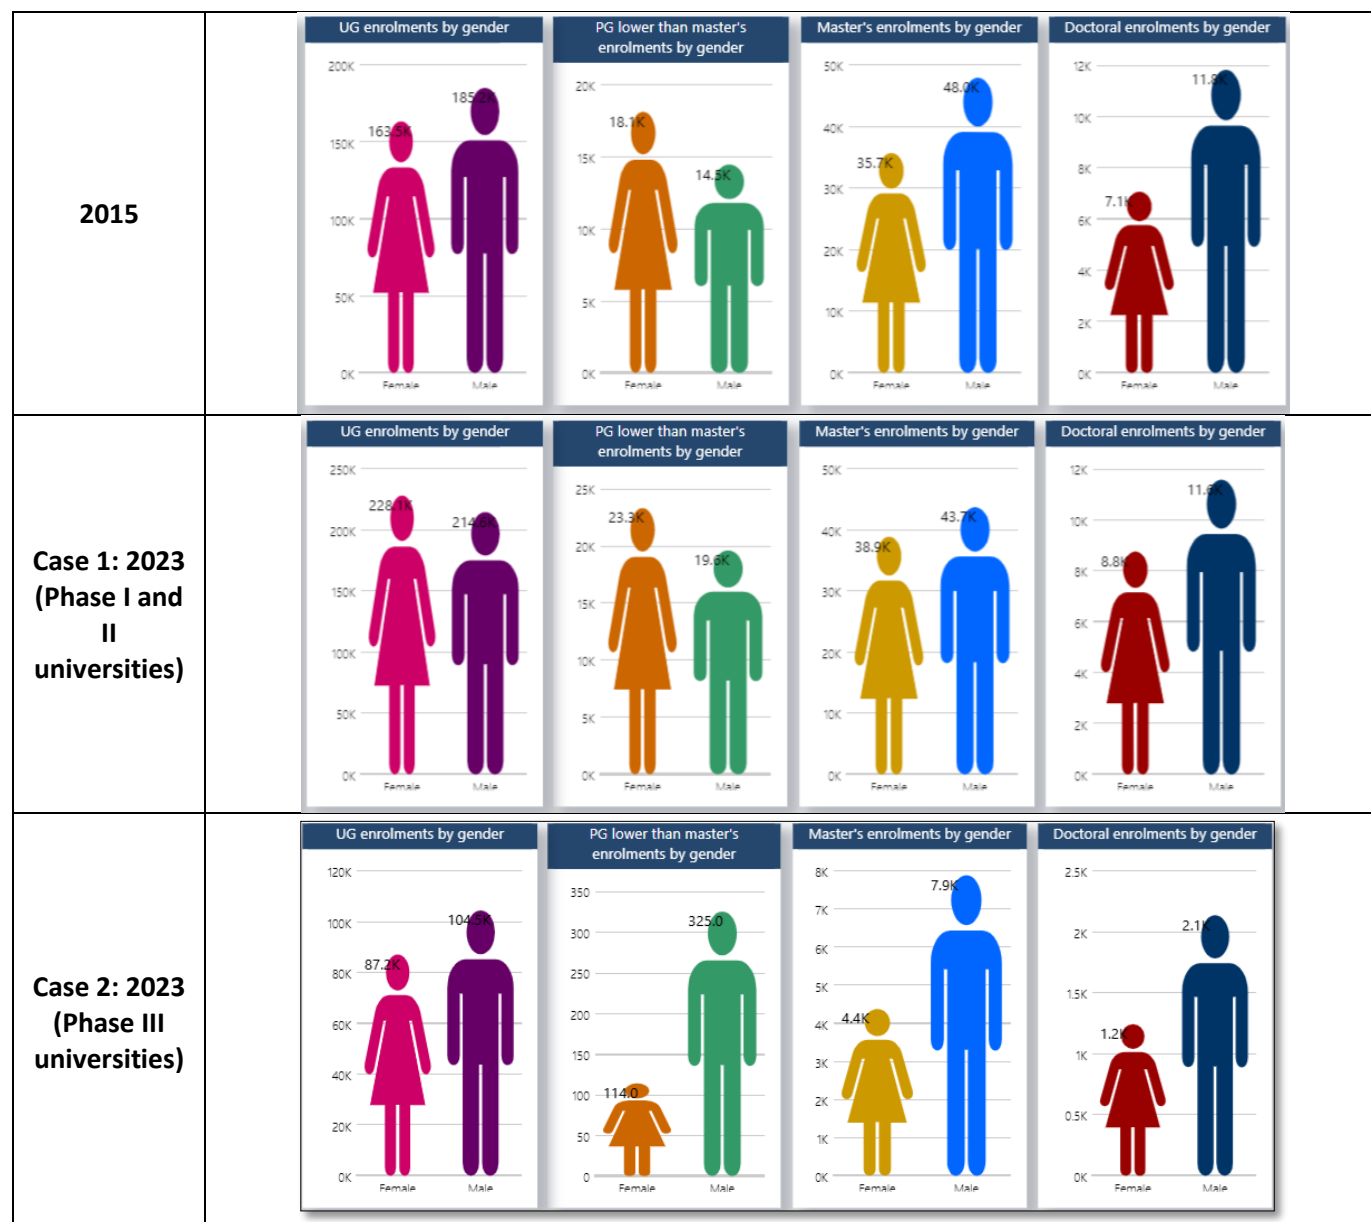 2015
UG enrolments by gender
200K
150K
100K
50K
0K
163.5K
185.2K
Female
Male
PG lower than master's
enrolments by gender
20K
15K
10K
5K
0K
18.1K
14.5K
Female
Male
Master's enrolments by gender
50K
40K
30K
20K
10K
0K
35.7K
48.0K
Female
Male
Doctoral enrolments by gender
12K
10K
8K
6K
4K
2K
0K
7.1K
11.8K
Female
Male
Case 1: 2023
(Phase I and
II
universities)
UG enrolments by gender
250K
200K
150K
100K
50K
0K
228.1K
214.6K
Female
Male
PG lower than master's
enrolments by gender
25K
20K
15K
10K
5K
0K
23.3K
19.6K
Female
Male
Master's enrolments by gender
50K
40K
30K
20K
10K
0K
38.9K
43.7K
Female
Male
Doctoral enrolments by gender
12K
10K
8K
6K
4K
2K
0K
8.8K
11.6K
Female
Male
Case 2: 2023
(Phase III
universities)
UG enrolments by gender
120K
100K
80K
60K
40K
20K
0K
87.2K
104.5K
Female
Male
PG lower than master's
enrolments by gender
350
300
250
200
150
100
50
0
114.0
325.0
Female
Male
Master's enrolments by gender
8K
7K
6K
5K
4K
3K
2K
1K
0K
4.4K
7.9K
Female
Male
Doctoral enrolments by gender
2.5K
2K
1.5K
1K
0.5K
0K
1.2K
2.1K
Female
Male